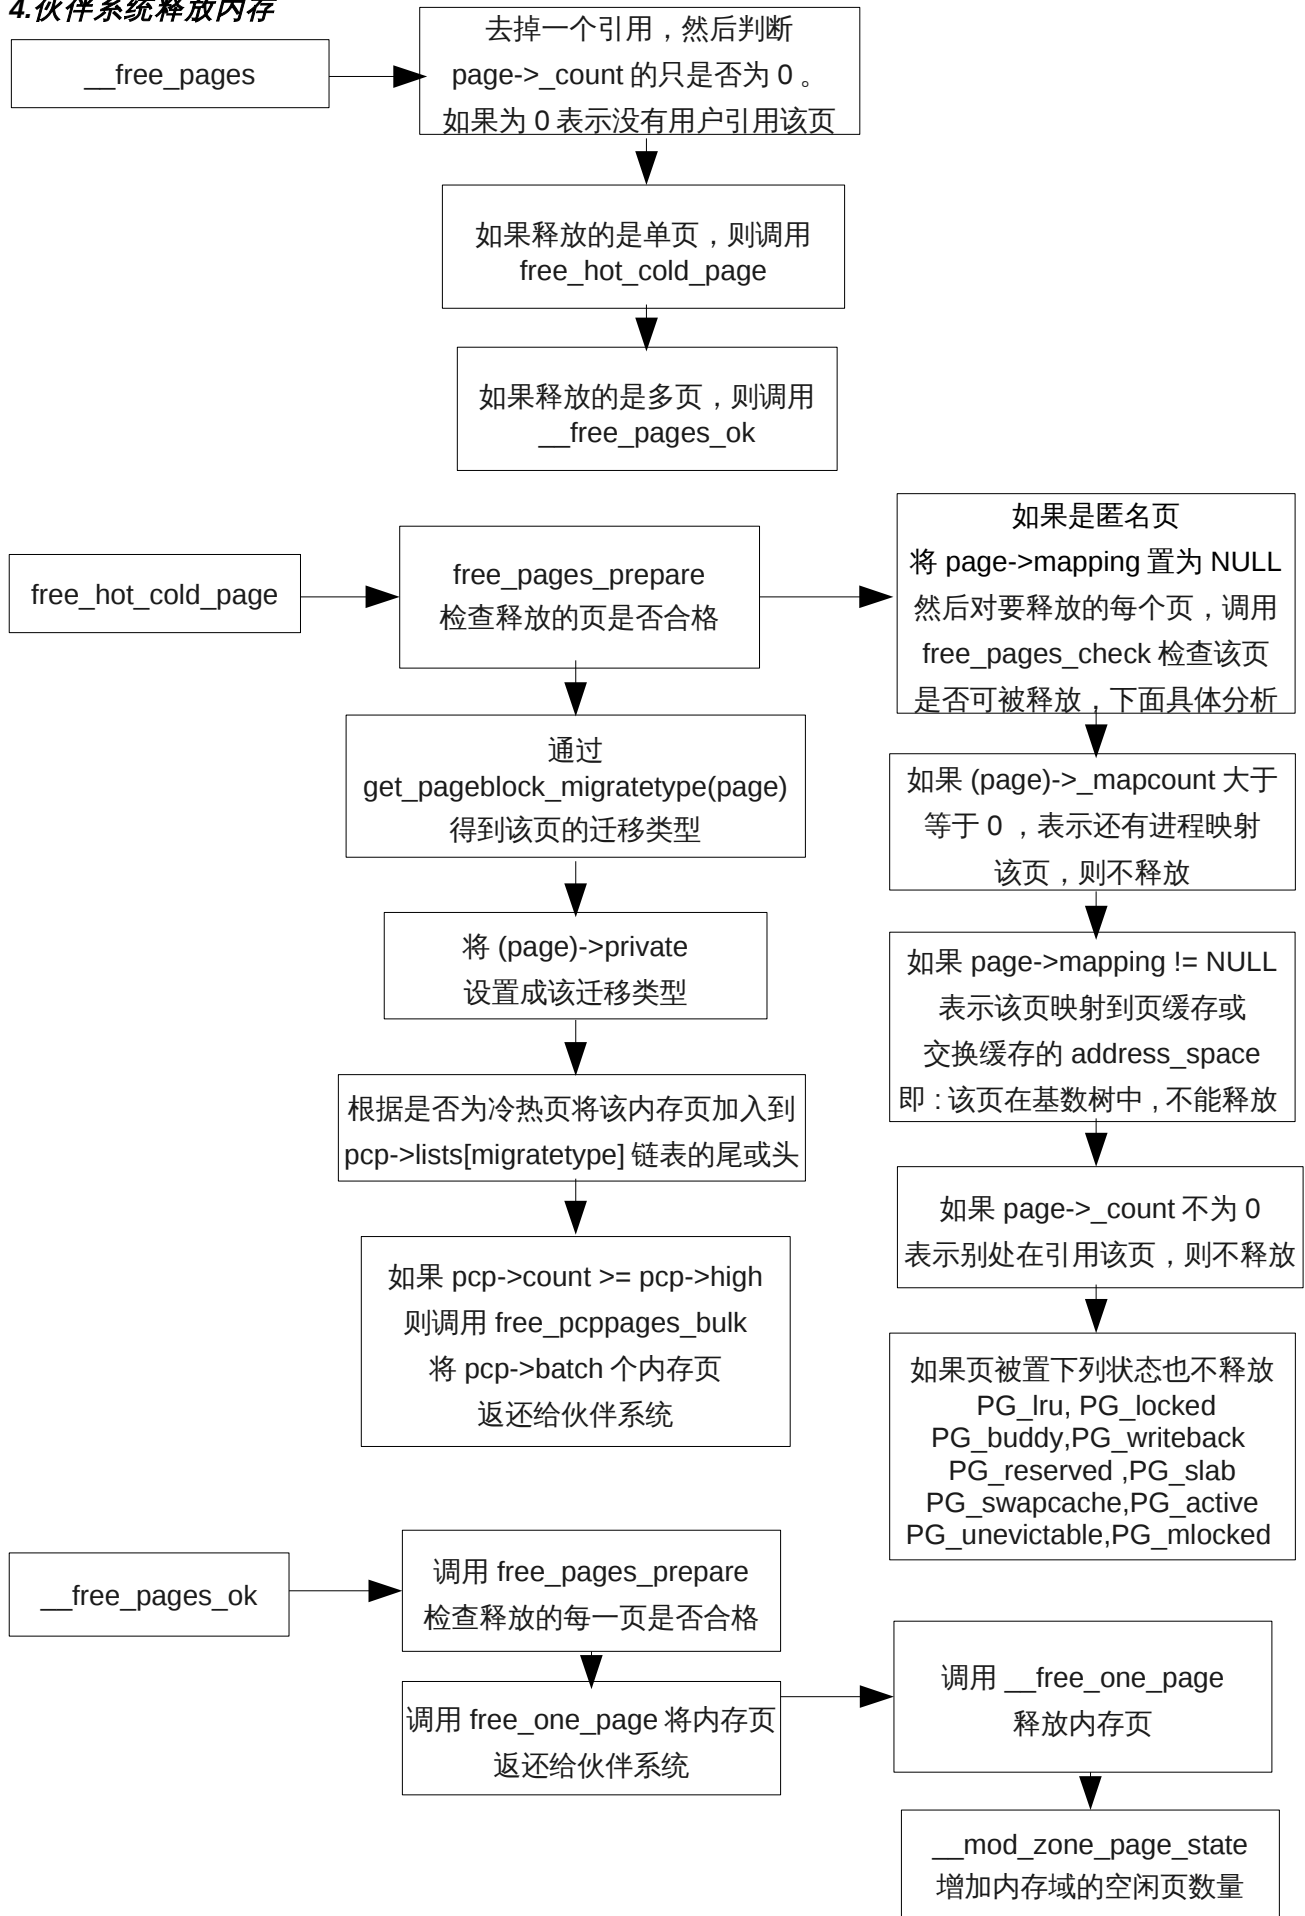 4.伙伴系统释放内存
__free_pages
去掉一个引用，然后判断
page->_count 的只是否为 0 。
如果为 0 表示没有用户引用该页
如果释放的是单页，则调用
free_hot_cold_page
如果释放的是多页，则调用
__free_pages_ok
free_hot_cold_page
free_pages_prepare
检查释放的页是否合格
如果是匿名页
将 page->mapping 置为 NULL
然后对要释放的每个页，调用
free_pages_check 检查该页
是否可被释放，下面具体分析
通过
get_pageblock_migratetype(page)
得到该页的迁移类型
如果 (page)->_mapcount 大于
等于 0 ，表示还有进程映射
该页，则不释放
将 (page)->private
设置成该迁移类型
如果 page->mapping != NULL
表示该页映射到页缓存或
交换缓存的 address_space
即 : 该页在基数树中 , 不能释放
根据是否为冷热页将该内存页加入到
pcp->lists[migratetype] 链表的尾或头
如果 page->_count 不为 0
表示别处在引用该页，则不释放
如果 pcp->count >= pcp->high
则调用 free_pcppages_bulk
将 pcp->batch 个内存页
返还给伙伴系统
如果页被置下列状态也不释放
PG_lru, PG_locked
PG_buddy,PG_writeback
PG_reserved ,PG_slab
PG_swapcache,PG_active
PG_unevictable,PG_mlocked
__free_pages_ok
调用 free_pages_prepare
检查释放的每一页是否合格
调用 free_one_page 将内存页
返还给伙伴系统
调用 __free_one_page
释放内存页
__mod_zone_page_state
增加内存域的空闲页数量